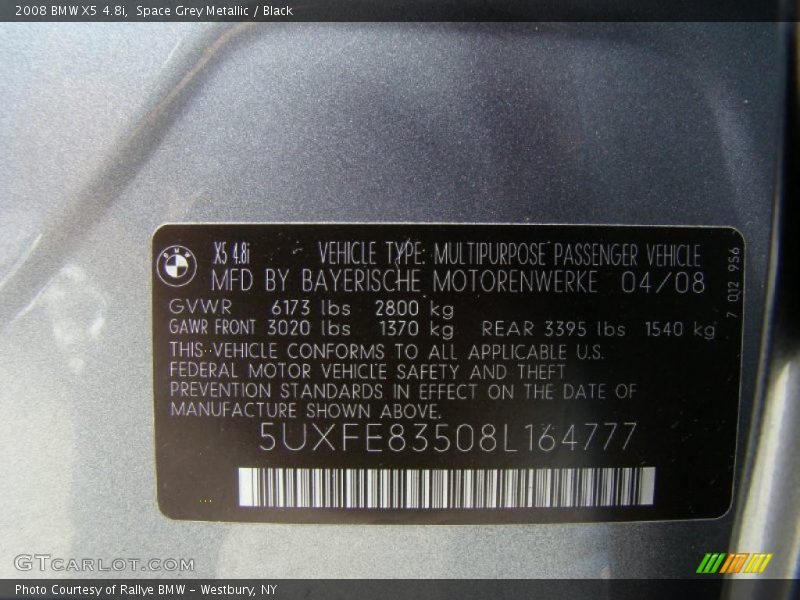 2008 BMW X5 4.8i, Space Grey Metallic / Black
X5 4.8i VEHICLE TYPE: MULTIPURPOSE PASSENGER VEHICLE
MFD BY BAYERISCHE MOTORENWERKE 04/08
GVWR 6173 lbs 2800 kg
GAWR FRONT 3020 lbs 1370 kg REAR 3395 lbs 1540 kg
THIS VEHICLE CONFORMS TO ALL APPLICABLE U.S.
FEDERAL MOTOR VEHICLE SAFETY AND THEFT
PREVENTION STANDARDS IN EFFECT ON THE DATE OF
MANUFACTURE SHOWN ABOVE.
5UXFE83508L164777
7 012 956
BMW
GTCARLOT.COM
Photo Courtesy of Rallye BMW - Westbury, NY